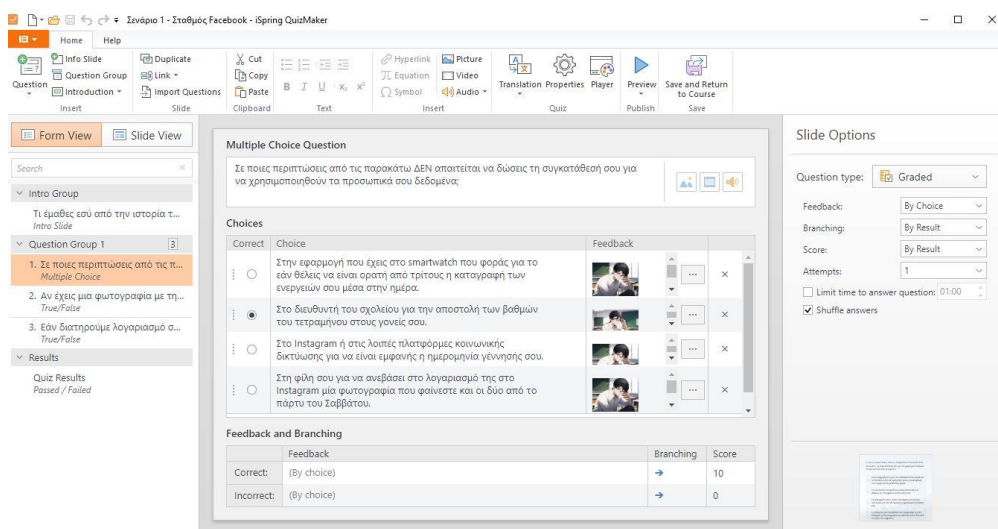 Σενάριο 1 - Σταθμός Facebook - iSpring QuizMaker
Home Help
Question
Info Slide
Question Group
Introduction
Insert
Duplicate
Link
Import Questions
Slide
Cut
Copy
Paste
Clipboard
B I U X₂ x²
Text
Hyperlink
Equation
Symbol
Picture
Video
Audio
Insert
Translation Properties Player
Quiz
Preview
Publish
Save and Return
to Course
Save
Form View Slide View
Search
Intro Group
Τι έμαθες εσύ από την ιστορία τ...
Intro Slide
Question Group 1 3
1. Σε ποιες περιπτώσεις από τις π...
Multiple Choice
2. Αν έχεις μια φωτογραφία με τη...
True/False
3. Εάν διατηρούμε λογαριασμό σ...
True/False
Results
Quiz Results
Passed / Failed
Multiple Choice Question
Σε ποιες περιπτώσεις από τις παρακάτω ΔΕΝ απαιτείται να δώσεις τη συγκατάθεσή σου για
να χρησιμοποιηθούν τα προσωπικά σου δεδομένα;
Choices
Correct Choice Feedback
Στην εφαρμογή που έχεις στο smartwatch που φοράς για το
εάν θέλεις να είναι ορατή από τρίτους η καταγραφή των
ενεργειών σου μέσα στην ημέρα.
Στο διευθυντή του σχολείου για την αποστολή των βαθμών
του τετραμήνου στους γονείς σου.
Στο Instagram ή στις λοιπές πλατφόρμες κοινωνικής
δικτύωσης για να είναι εμφανής η ημερομηνία γέννησής σου.
Στη φίλη σου για να ανεβάσει στο λογαριασμό της στο
Instagram μία φωτογραφία που φαίνεστε και οι δύο από το
πάρτυ του Σαββάτου.
Feedback and Branching
Feedback Branching Score
Correct: (By choice) 10
Incorrect: (By choice) 0
Slide Options
Question type: Graded
Feedback: By Choice
Branching: By Result
Score: By Result
Attempts: 1
Limit time to answer question: 01:00
Shuffle answers